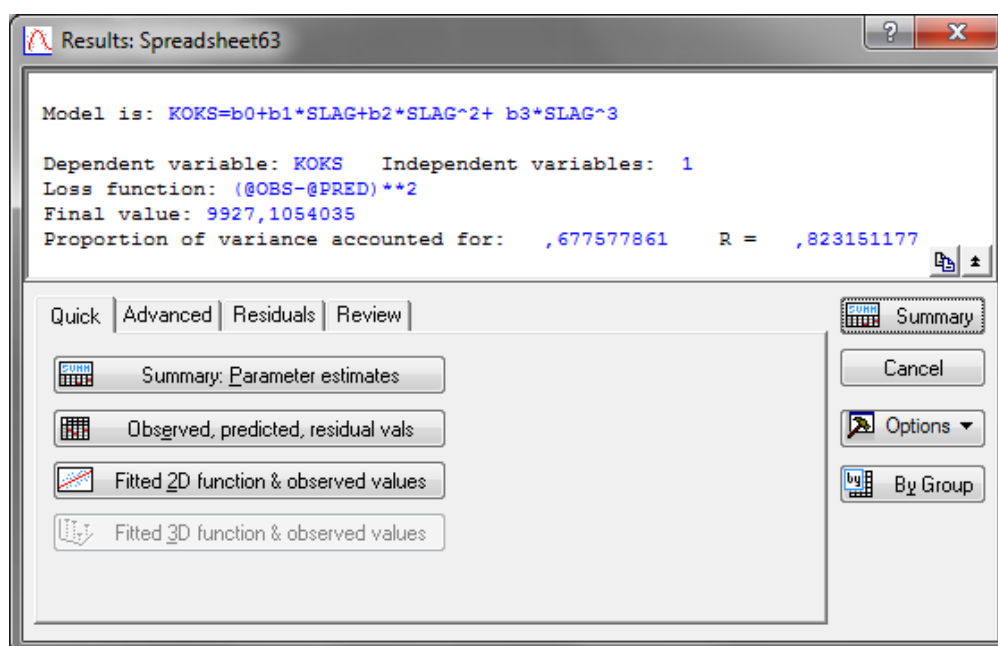 Results: Spreadsheet63
Model is: KOKS=b0+b1*SLAG+b2*SLAG^2+ b3*SLAG^3
Dependent variable: KOKS Independent variables: 1
Loss function: (@OBS-@PRED)**2
Final value: 9927,1054035
Proportion of variance accounted for: ,677577861 R = ,823151177
Quick Advanced Residuals Review
SUMM Summary: Parameter estimates
Observed, predicted, residual vals
Fitted 2D function & observed values
Fitted 3D function & observed values
SUMM Summary
Cancel
Options
by By Group